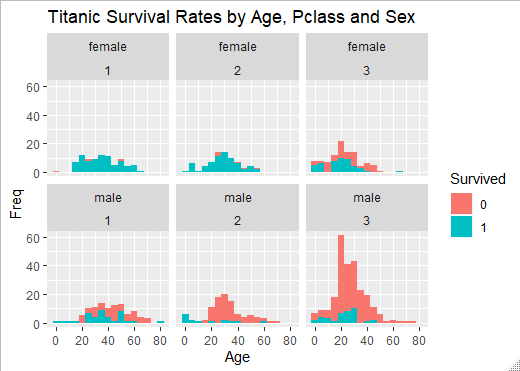 Titanic Survival Rates by Age, Pclass and Sex
female female female
1 2 3
60
40
20
0
male male male
1 2 3
60
40
20
0
0 20 40 60 80 0 20 40 60 80 0 20 40 60 80
Age
Freq
Survived
0
1